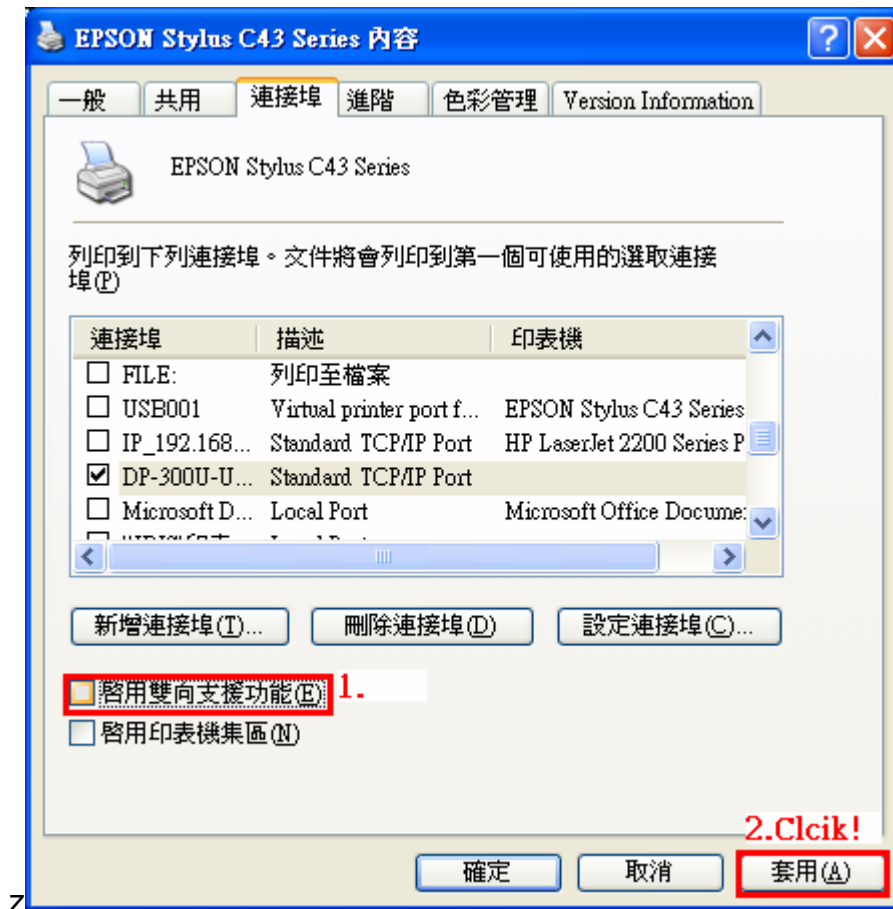 EPSON Stylus C43 Series 內容
一般 共用 連接埠 進階 色彩管理 Version Information
EPSON Stylus C43 Series
列印到下列連接埠。文件將會列印到第一個可使用的選取連接
埠(P)
連接埠 描述 印表機
FILE: 列印至檔案
USB001 Virtual printer port f... EPSON Stylus C43 Series
IP_192.168... Standard TCP/IP Port HP LaserJet 2200 Series P
DP-300U-U... Standard TCP/IP Port
Microsoft D... Local Port Microsoft Office Docume
新增連接埠(T)... 刪除連接埠(D) 設定連接埠(C)...
啓用雙向支援功能(E) 1.
啓用印表機集區(N)
2.Clcik!
確定 取消 套用(A)
7